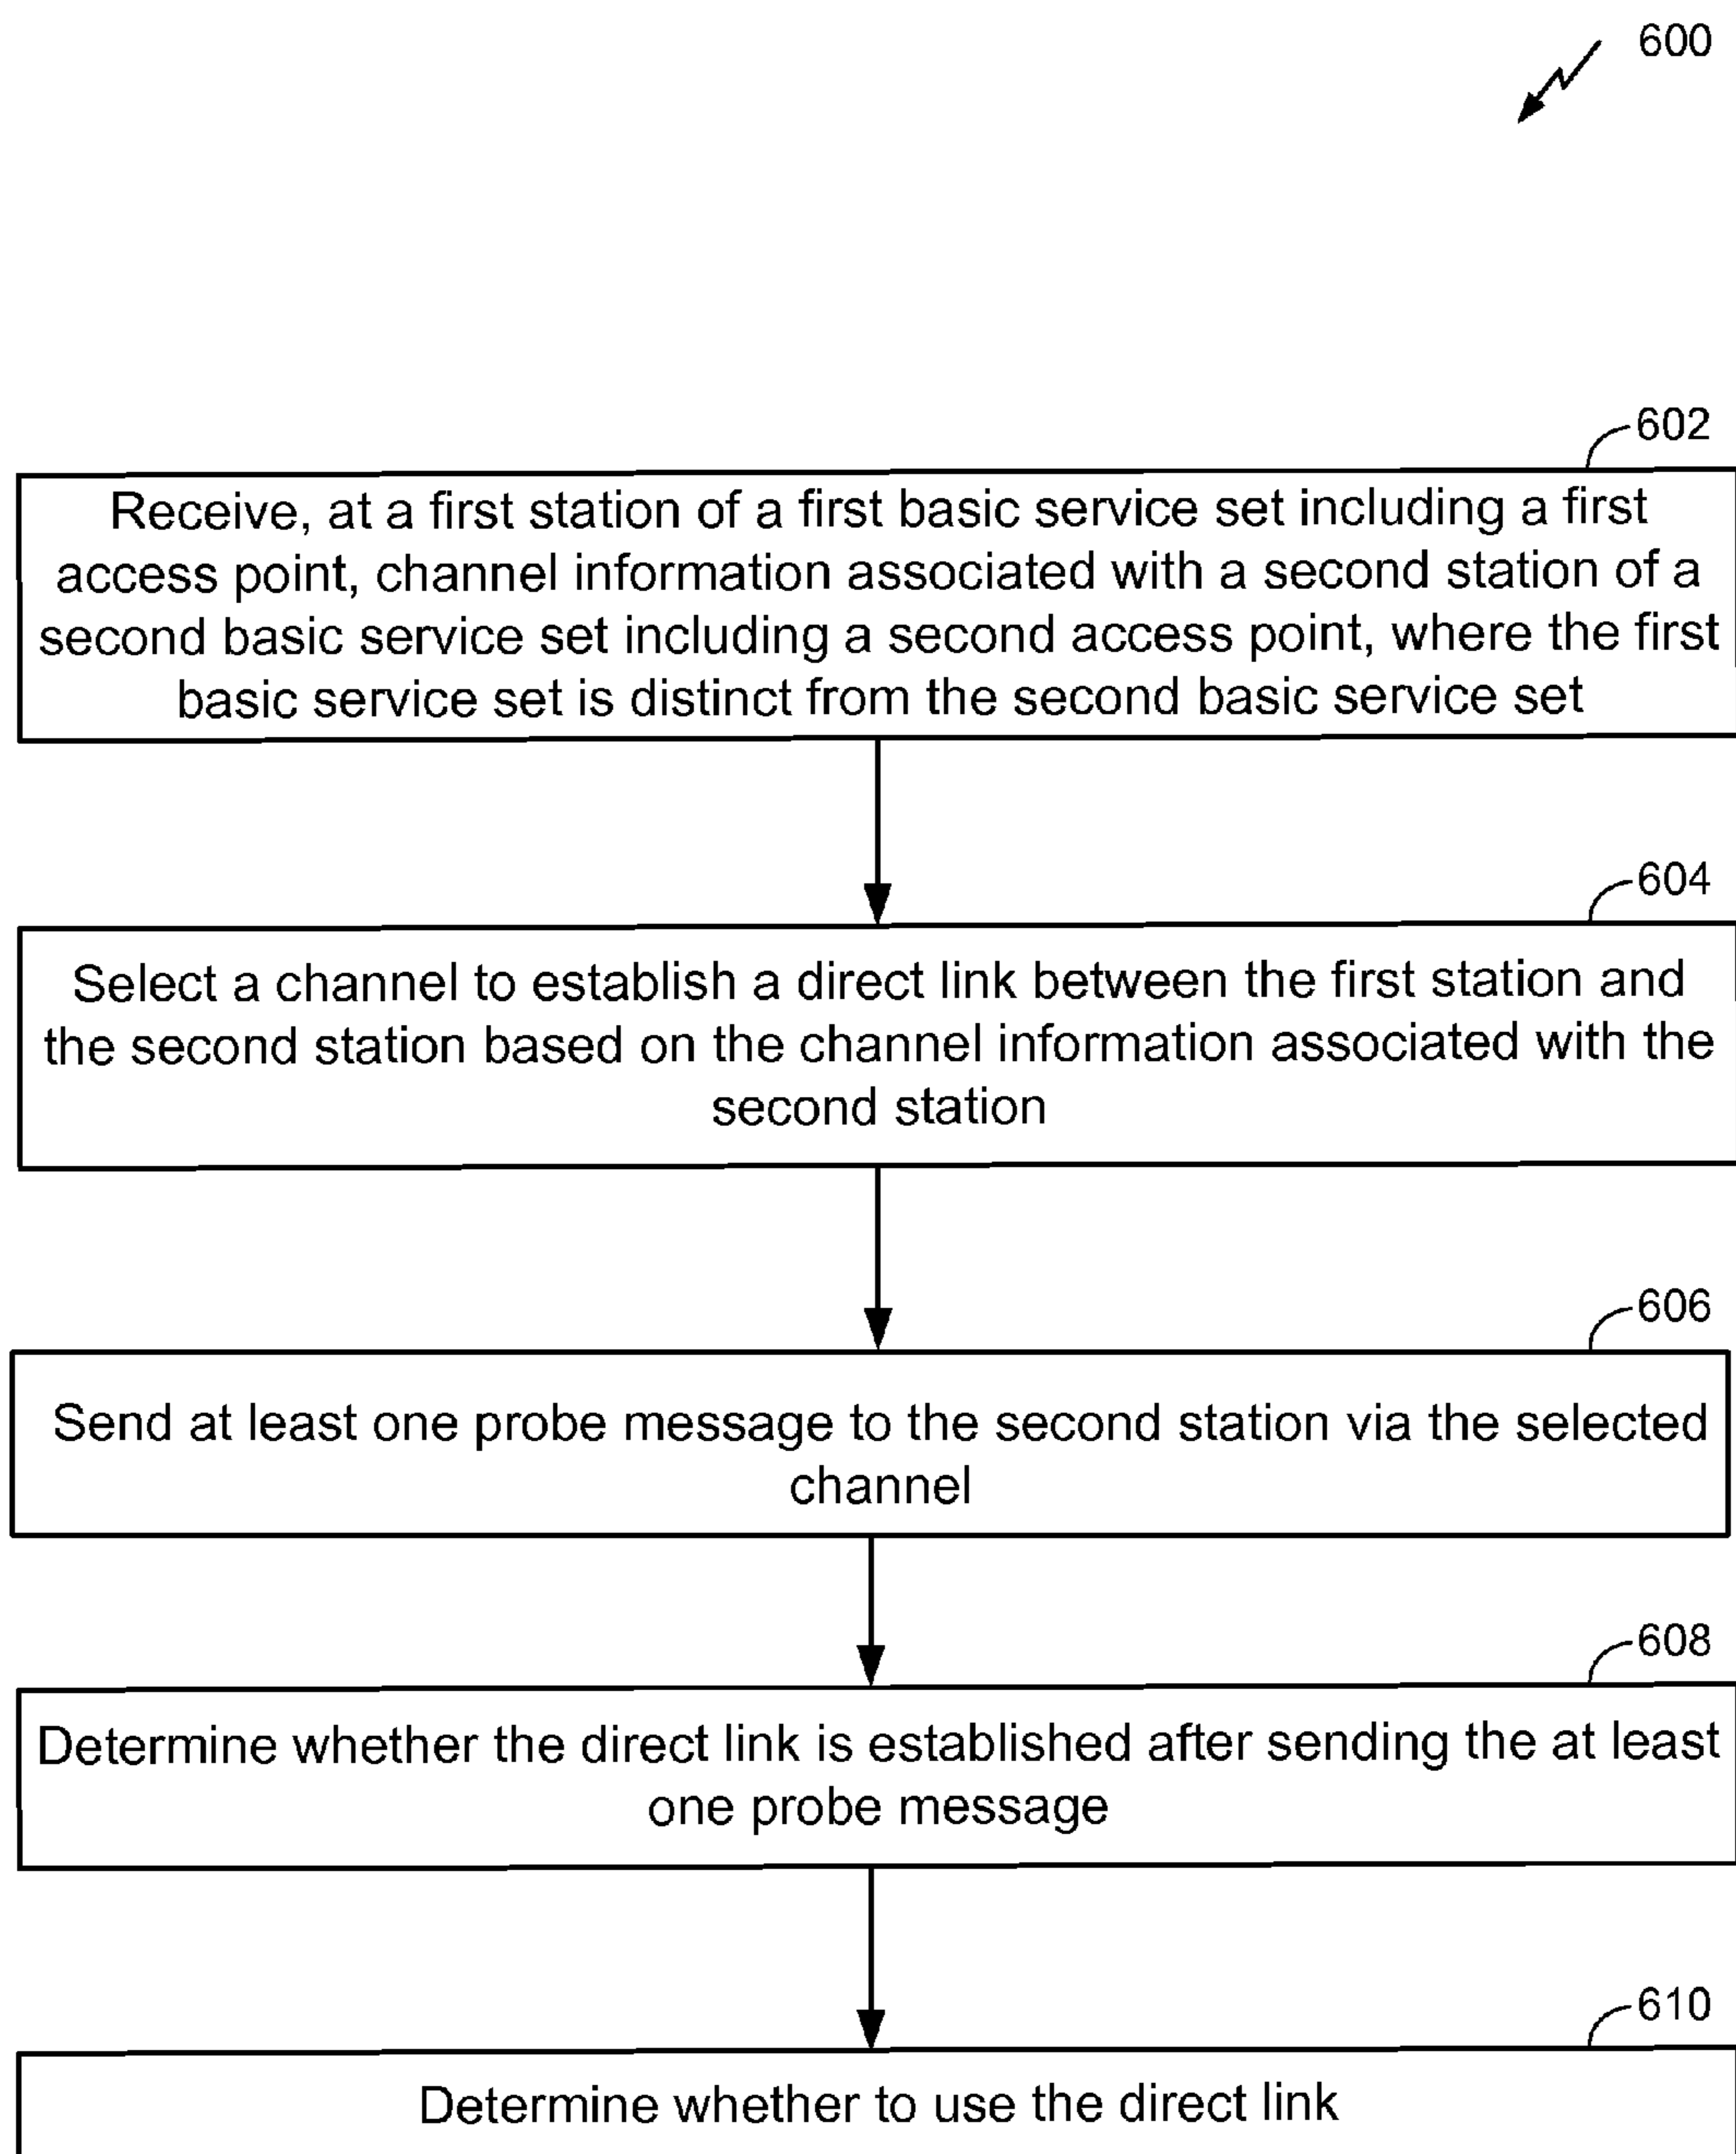 600
602
Receive, at a first station of a first basic service set including a first
access point, channel information associated with a second station of a
second basic service set including a second access point, where the first
basic service set is distinct from the second basic service set
604
Select a channel to establish a direct link between the first station and
the second station based on the channel information associated with the
second station
606
Send at least one probe message to the second station via the selected
channel
608
Determine whether the direct link is established after sending the at least
one probe message
610
Determine whether to use the direct link